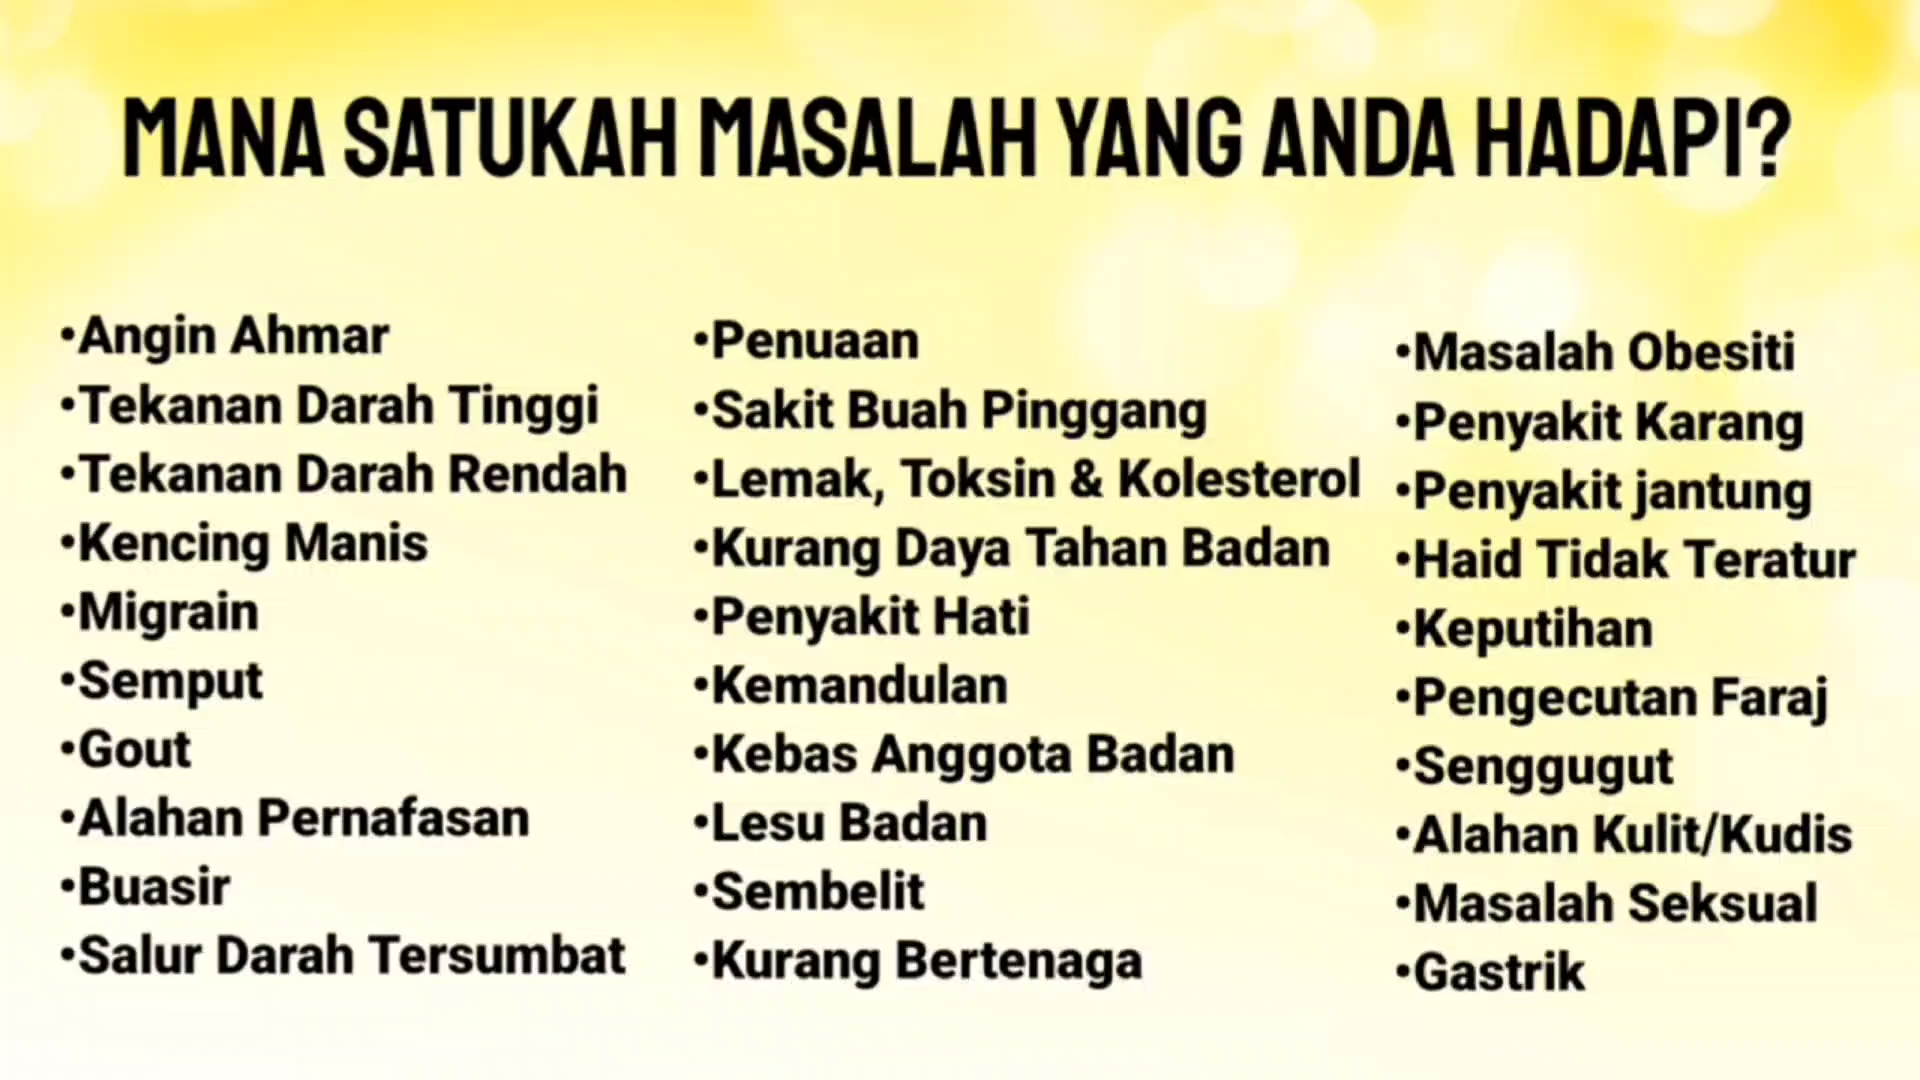 MANA SATUKAH MASALAH YANG ANDA HADAPI?
•Angin Ahmar
•Tekanan Darah Tinggi
•Tekanan Darah Rendah
•Kencing Manis
•Migrain
•Semput
•Gout
•Alahan Pernafasan
•Buasir
•Salur Darah Tersumbat
•Penuaan
•Sakit Buah Pinggang
•Lemak, Toksin & Kolesterol
•Kurang Daya Tahan Badan
•Penyakit Hati
•Kemandulan
•Kebas Anggota Badan
•Lesu Badan
•Sembelit
•Kurang Bertenaga
•Masalah Obesiti
•Penyakit Karang
•Penyakit jantung
•Haid Tidak Teratur
•Keputihan
•Pengecutan Faraj
•Senggugut
•Alahan Kulit/Kudis
•Masalah Seksual
•Gastrik